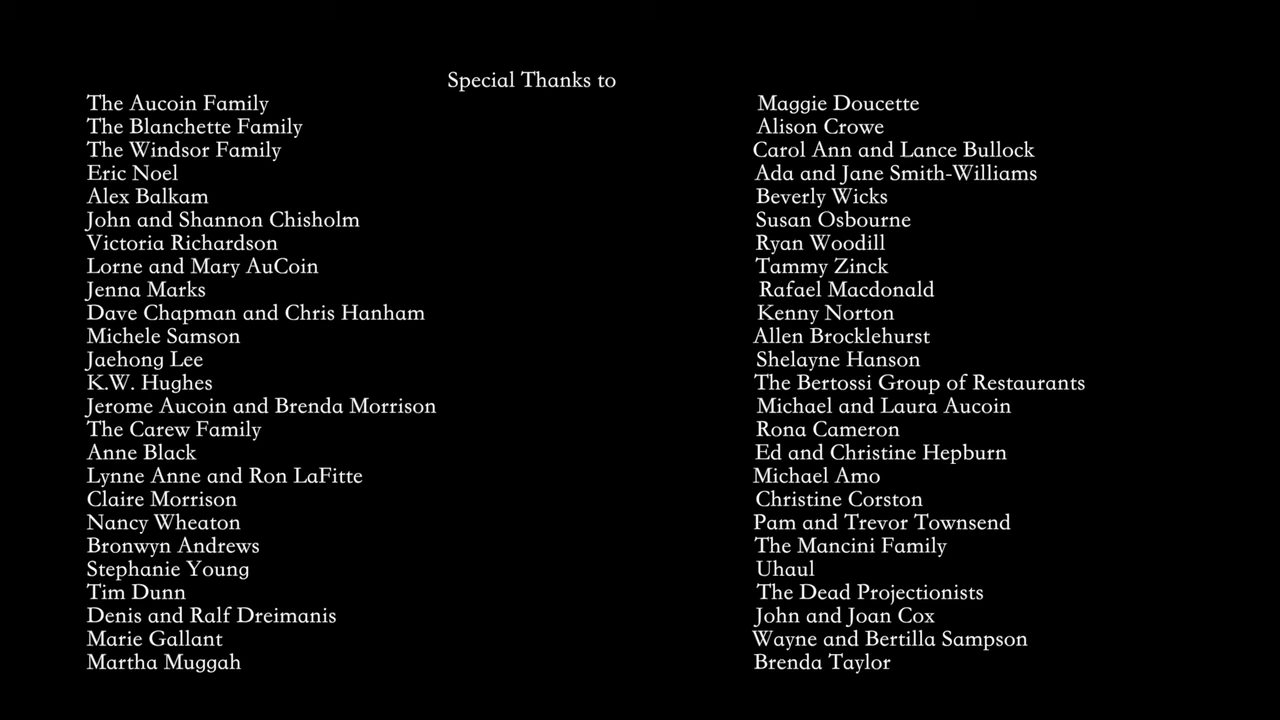 Special Thanks to
The Aucoin Family
The Blanchette Family
The Windsor Family
Eric Noel
Alex Balkam
John and Shannon Chisholm
Victoria Richardson
Lorne and Mary AuCoin
Jenna Marks
Dave Chapman and Chris Hanham
Michele Samson
Jaehong Lee
K.W. Hughes
Jerome Aucoin and Brenda Morrison
The Carew Family
Anne Black
Lynne Anne and Ron LaFitte
Claire Morrison
Nancy Wheaton
Bronwyn Andrews
Stephanie Young
Tim Dunn
Denis and Ralf Dreimanis
Marie Gallant
Martha Muggah
Maggie Doucette
Alison Crowe
Carol Ann and Lance Bullock
Ada and Jane Smith-Williams
Beverly Wicks
Susan Osbourne
Ryan Woodill
Tammy Zinck
Rafael Macdonald
Kenny Norton
Allen Brocklehurst
Shelayne Hanson
The Bertossi Group of Restaurants
Michael and Laura Aucoin
Rona Cameron
Ed and Christine Hepburn
Michael Amo
Christine Corston
Pam and Trevor Townsend
The Mancini Family
Uhaul
The Dead Projectionists
John and Joan Cox
Wayne and Bertilla Sampson
Brenda Taylor